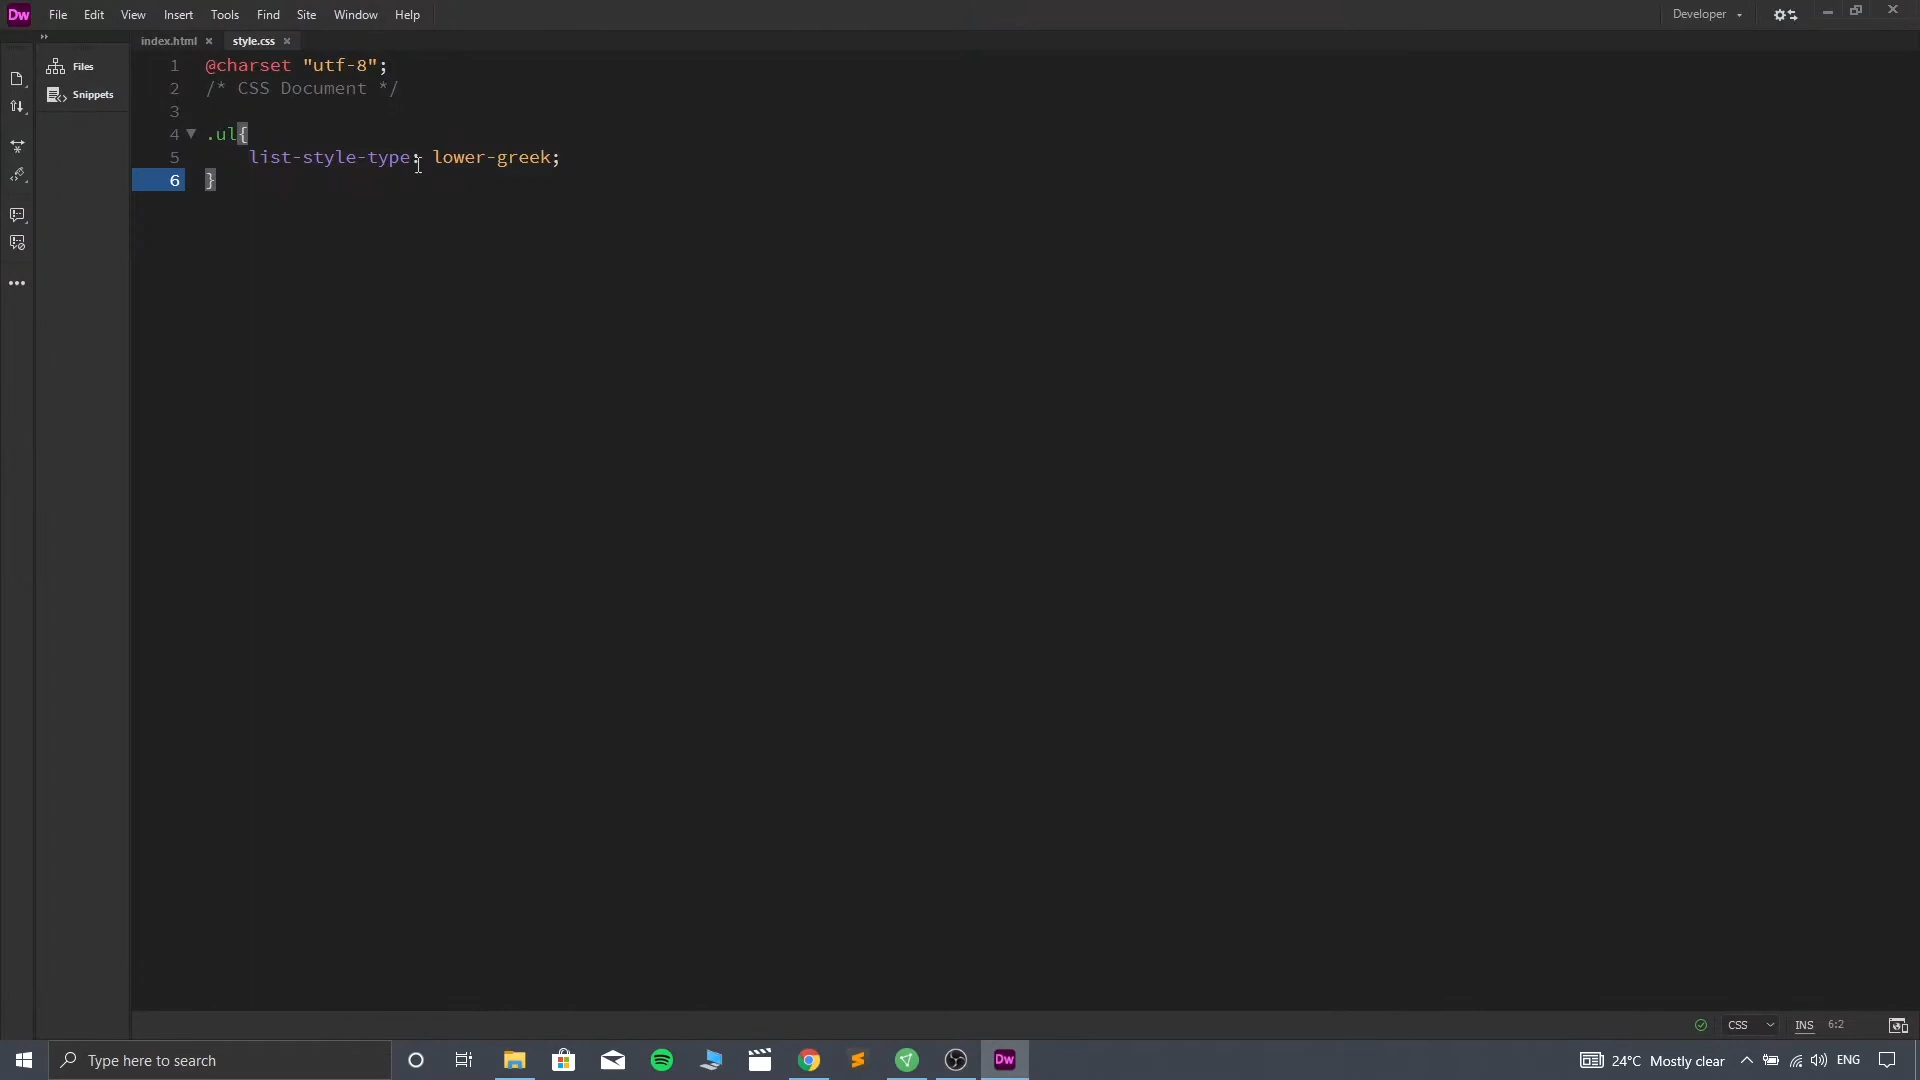 Dw File Edit View Insert Tools Find Site Window Help Developer
index.html style.css
Files
Snippets
1 @charset "utf-8";
2 /* CSS Document */
3
4 .ul{
5 list-style-type: lower-greek;
6 }
CSS INS 6:2
Type here to search Dw 24°C Mostly clear ENG